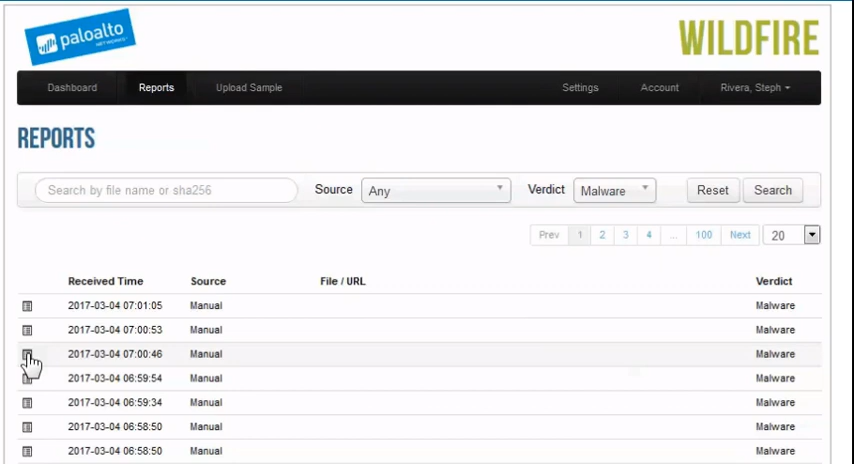 paloalto
NETWORKS
WILDFIRE
Dashboard Reports Upload Sample Settings Account Rivera, Steph
REPORTS
Search by file name or sha256 Source Any Verdict Malware Reset Search
Prev 1 2 3 4 ... 100 Next 20
Received Time Source File / URL Verdict
2017-03-04 07:01:05 Manual Malware
2017-03-04 07:00:53 Manual Malware
2017-03-04 07:00:46 Manual Malware
2017-03-04 06:59:54 Manual Malware
2017-03-04 06:59:34 Manual Malware
2017-03-04 06:58:50 Manual Malware
2017-03-04 06:58:50 Manual Malware